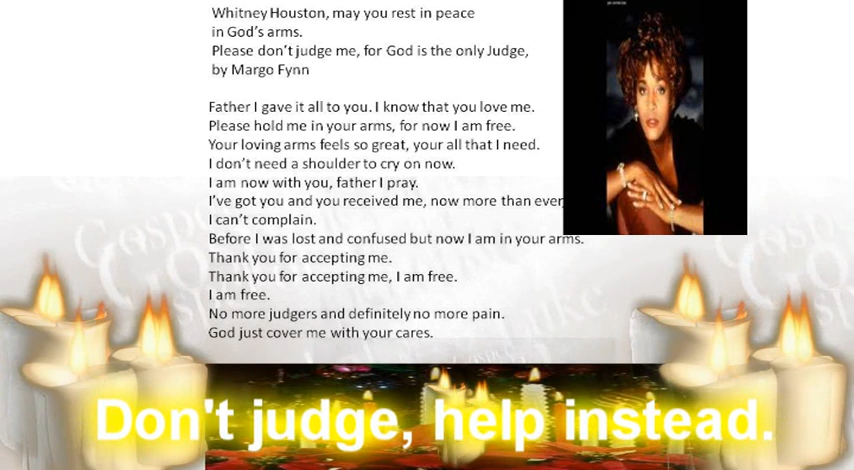 Whitney Houston, may you rest in peace
in God's arms.
Please don't judge me, for God is the only Judge,
by Margo Fynn
Father I gave it all to you. I know that you love me.
Please hold me in your arms, for now I am free.
Your loving arms feels so great, your all that I need.
I don't need a shoulder to cry on now.
I am now with you, father I pray.
I've got you and you received me, now more than ever
I can't complain.
Before I was lost and confused but now I am in your arms.
Thank you for accepting me.
Thank you for accepting me, I am free.
I am free.
No more judgers and definitely no more pain.
God just cover me with your cares.
Don't judge, help instead.